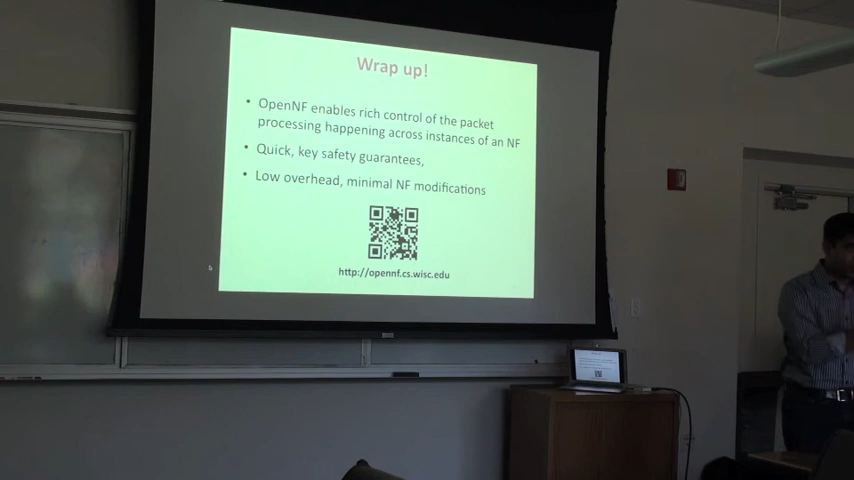 Wrap up!
• OpenNF enables rich control of the packet
processing happening across instances of an NF
• Quick, key safety guarantees,
• Low overhead, minimal NF modifications
http://opennf.cs.wisc.edu